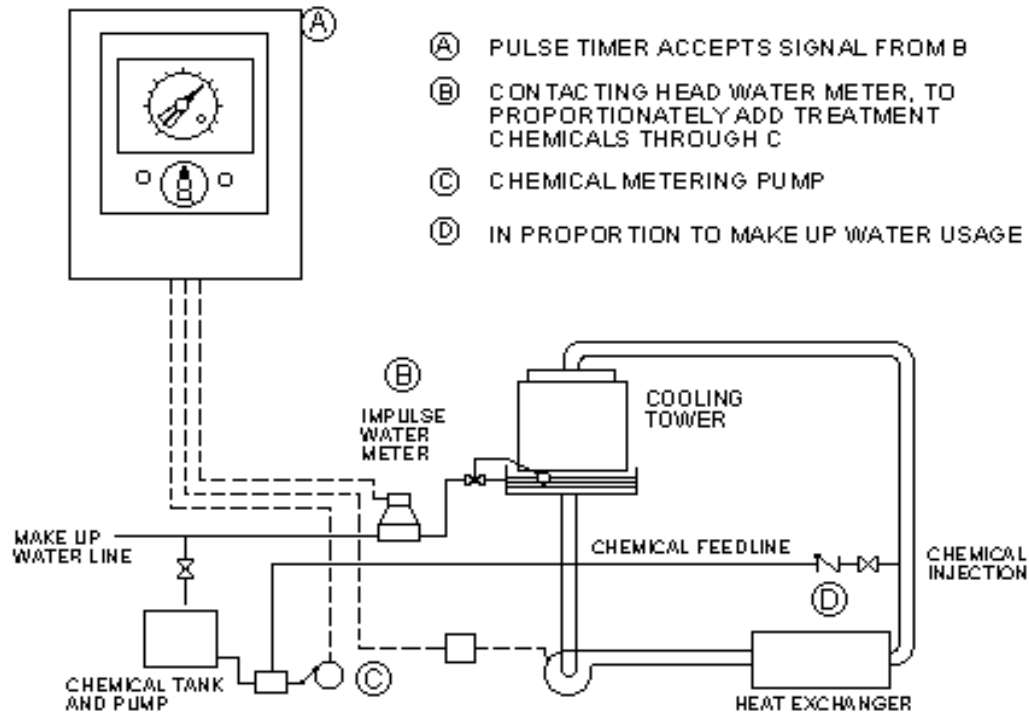 A
A PULSE TIMER ACCEPTS SIGNAL FROM B
B CONTACTING HEAD WATER METER, TO
PROPORTIONATELY ADD TREATMENT
CHEMICALS THROUGH C
C CHEMICAL METERING PUMP
D IN PROPORTION TO MAKE UP WATER USAGE
B
IMPULSE
WATER
METER
COOLING
TOWER
MAKE UP
WATER LINE
CHEMICAL FEEDLINE
CHEMICAL
INJECTION
D
C
CHEMICAL TANK
AND PUMP
HEAT EXCHANGER